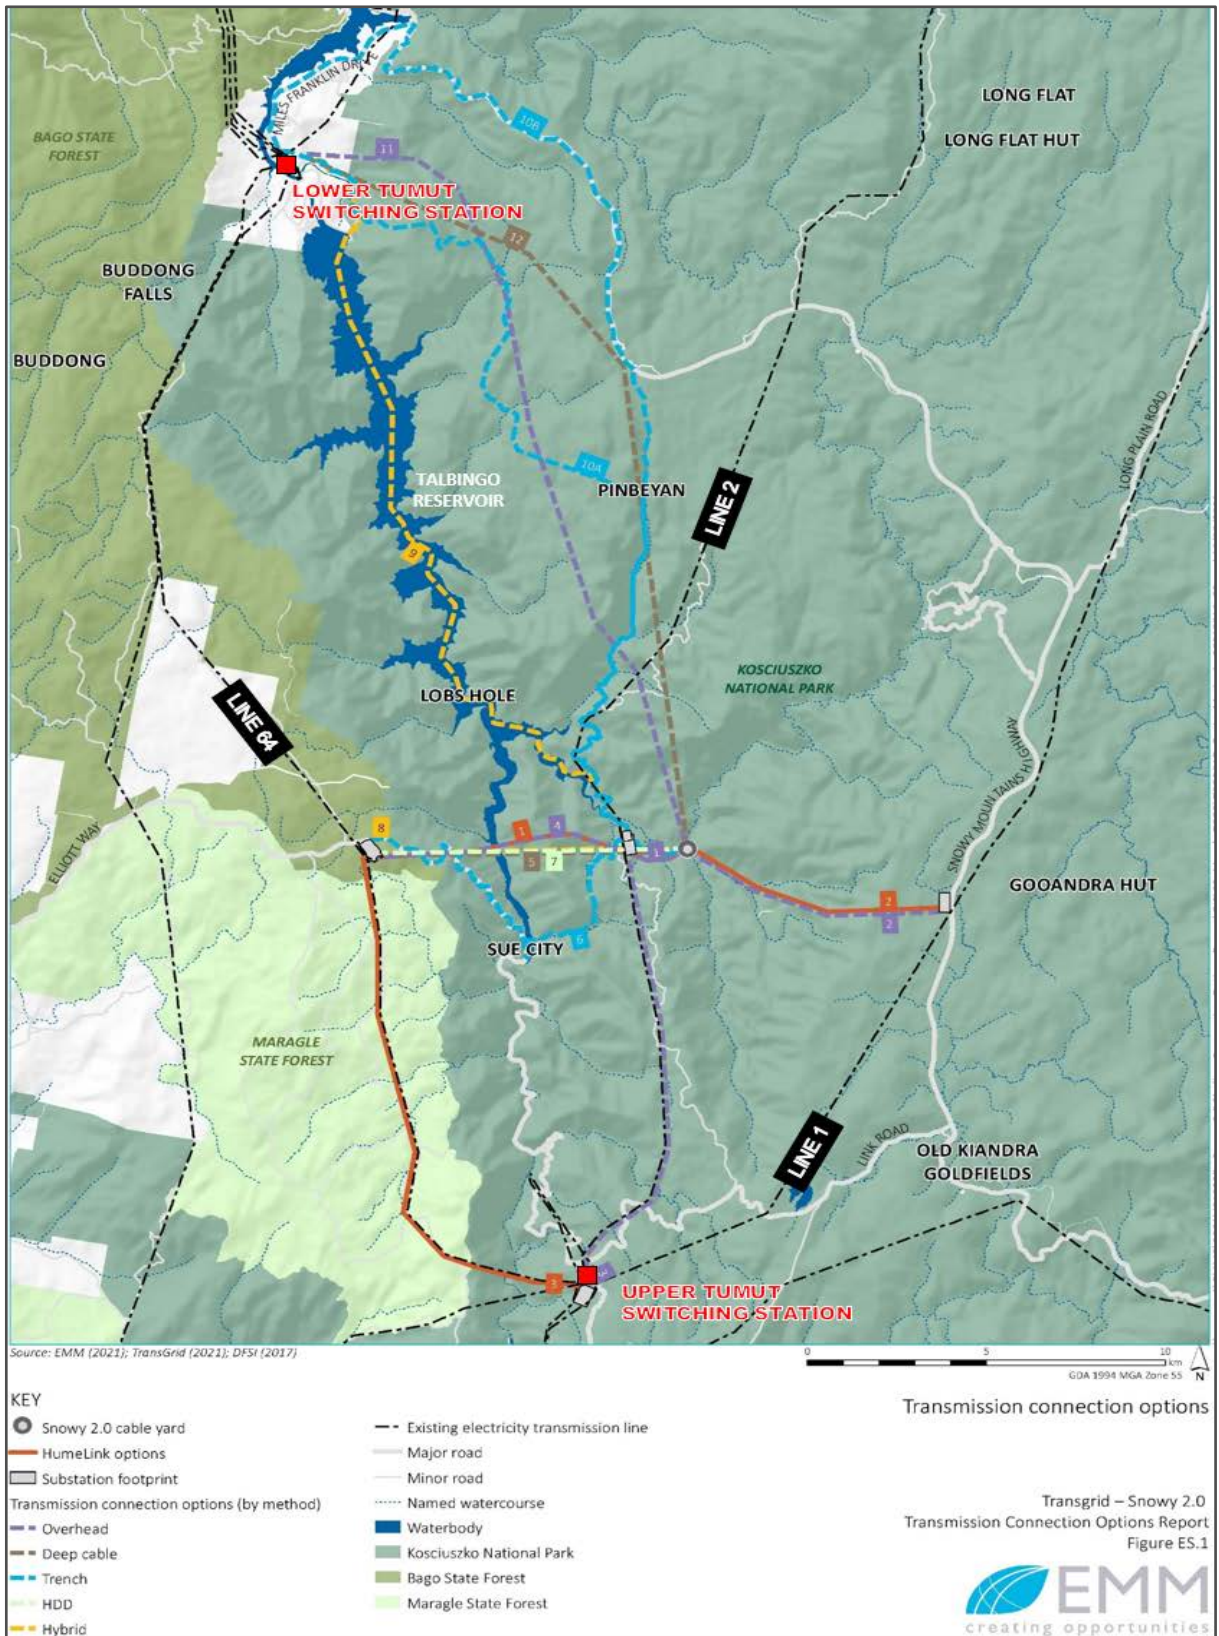 MILES FRANKLIN DRIVE
10B
LONG FLAT
LONG FLAT HUT
BAGO STATE
FOREST
11
LOWER TUMUT
SWITCHING STATION
12
BUDDONG
FALLS
BUDDONG
LONG PLAIN ROAD
10A
PINBEYAN
TALBINGO
RESERVOIR
LINE 2
9
KOSCIUSZKO
NATIONAL PARK
LOBS HOLE
LINE 64
SNOWY MOUNTAINS HIGHWAY
ELLIOTT WAY
8
1
4
5
7
1
2
2
GOOANDRA HUT
SUE CITY
6
MARAGLE
STATE FOREST
LINE 1
LINK ROAD
OLD KIANDRA
GOLDFIELDS
3
UPPER TUMUT
SWITCHING STATION
Source: EMM (2021); TransGrid (2021); DFSI (2017)
0 5 10
km
GDA 1994 MGA Zone 55
N
KEY
Snowy 2.0 cable yard
HumeLink options
Substation footprint
Transmission connection options (by method)
Overhead
Deep cable
Trench
HDD
Hybrid
Existing electricity transmission line
Major road
Minor road
Named watercourse
Waterbody
Kosciuszko National Park
Bago State Forest
Maragle State Forest
Transmission connection options
Transgrid – Snowy 2.0
Transmission Connection Options Report
Figure ES.1
EMM
creating opportunities